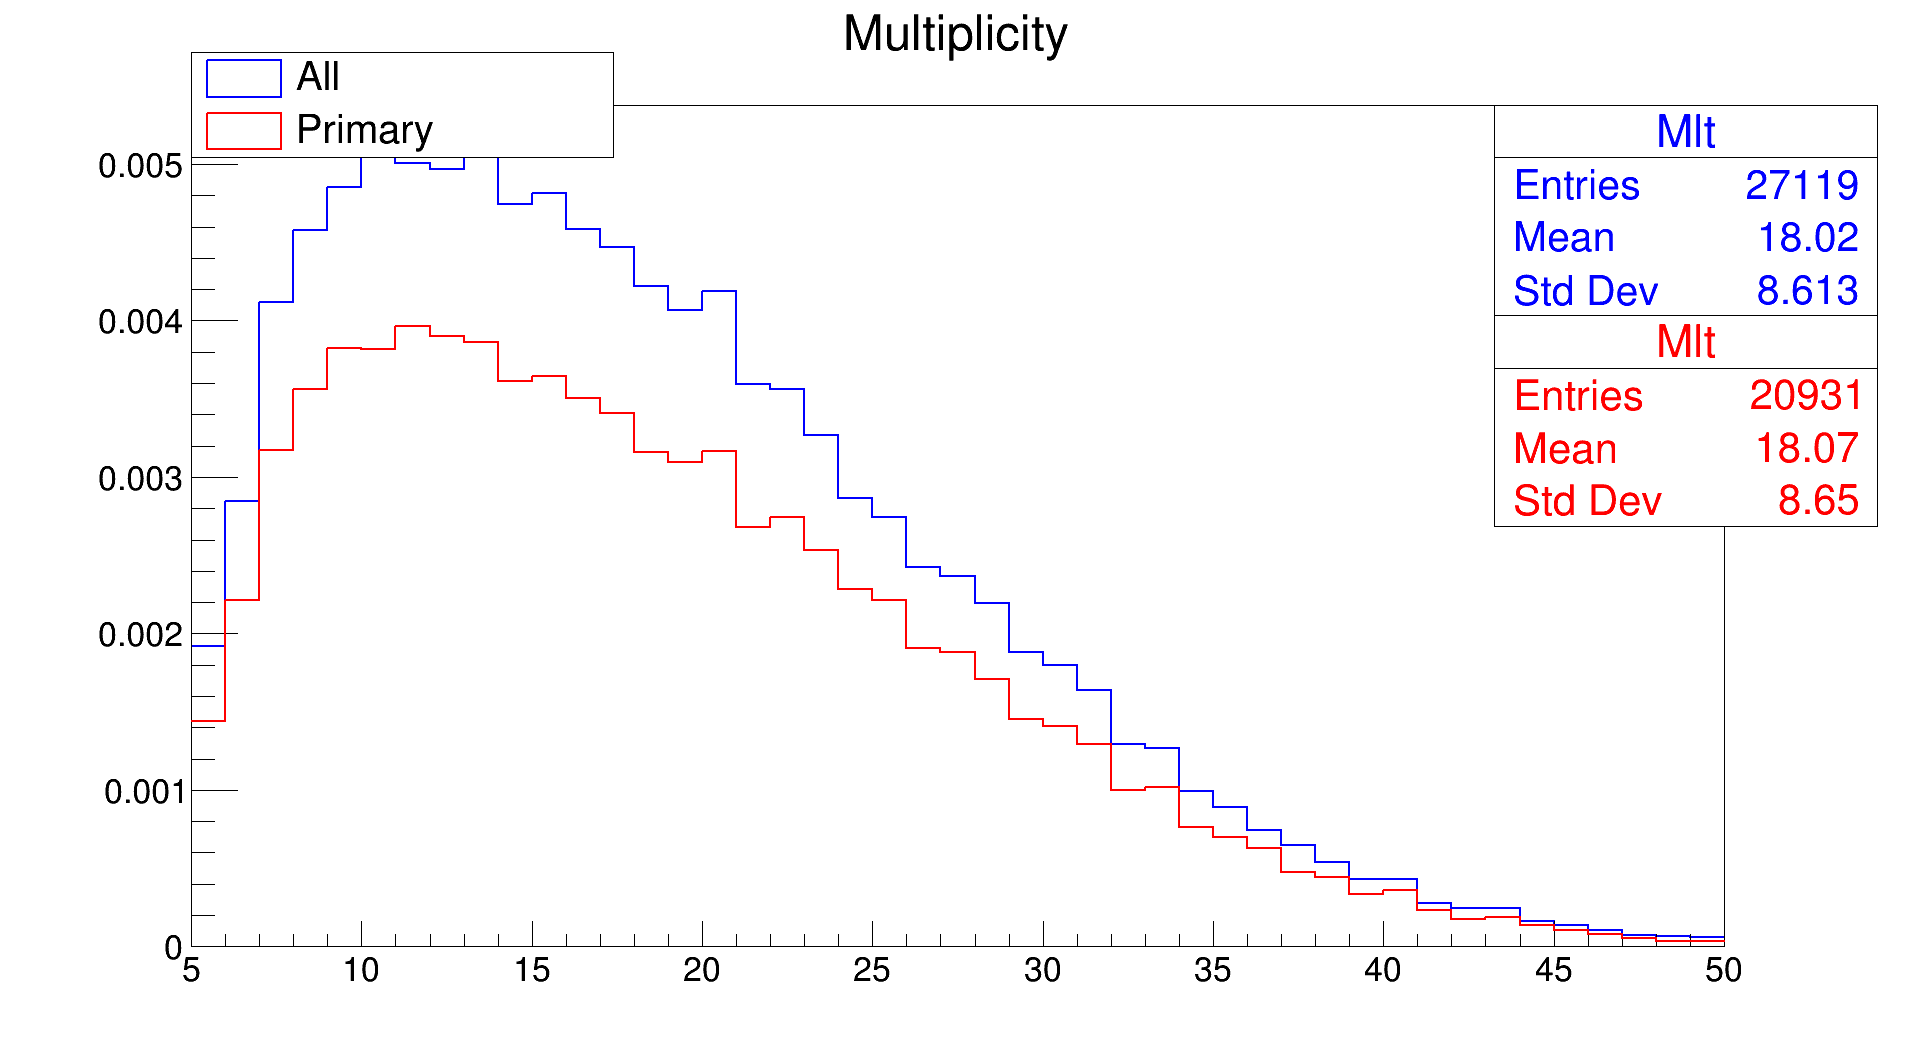 Multiplicity
All
Primary
Mlt
Entries 27119
Mean 18.02
Std Dev 8.613
Mlt
Entries 20931
Mean 18.07
Std Dev 8.65
0.005
0.004
0.003
0.002
0.001
0
5 10 15 20 25 30 35 40 45 50